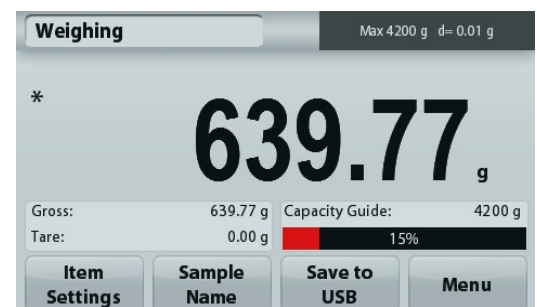 Weighing
Max 4200 g d= 0.01 g
*
639.77 g
Gross: 639.77 g
Tare: 0.00 g
Capacity Guide: 4200 g
15%
Item Settings
Sample Name
Save to USB
Menu